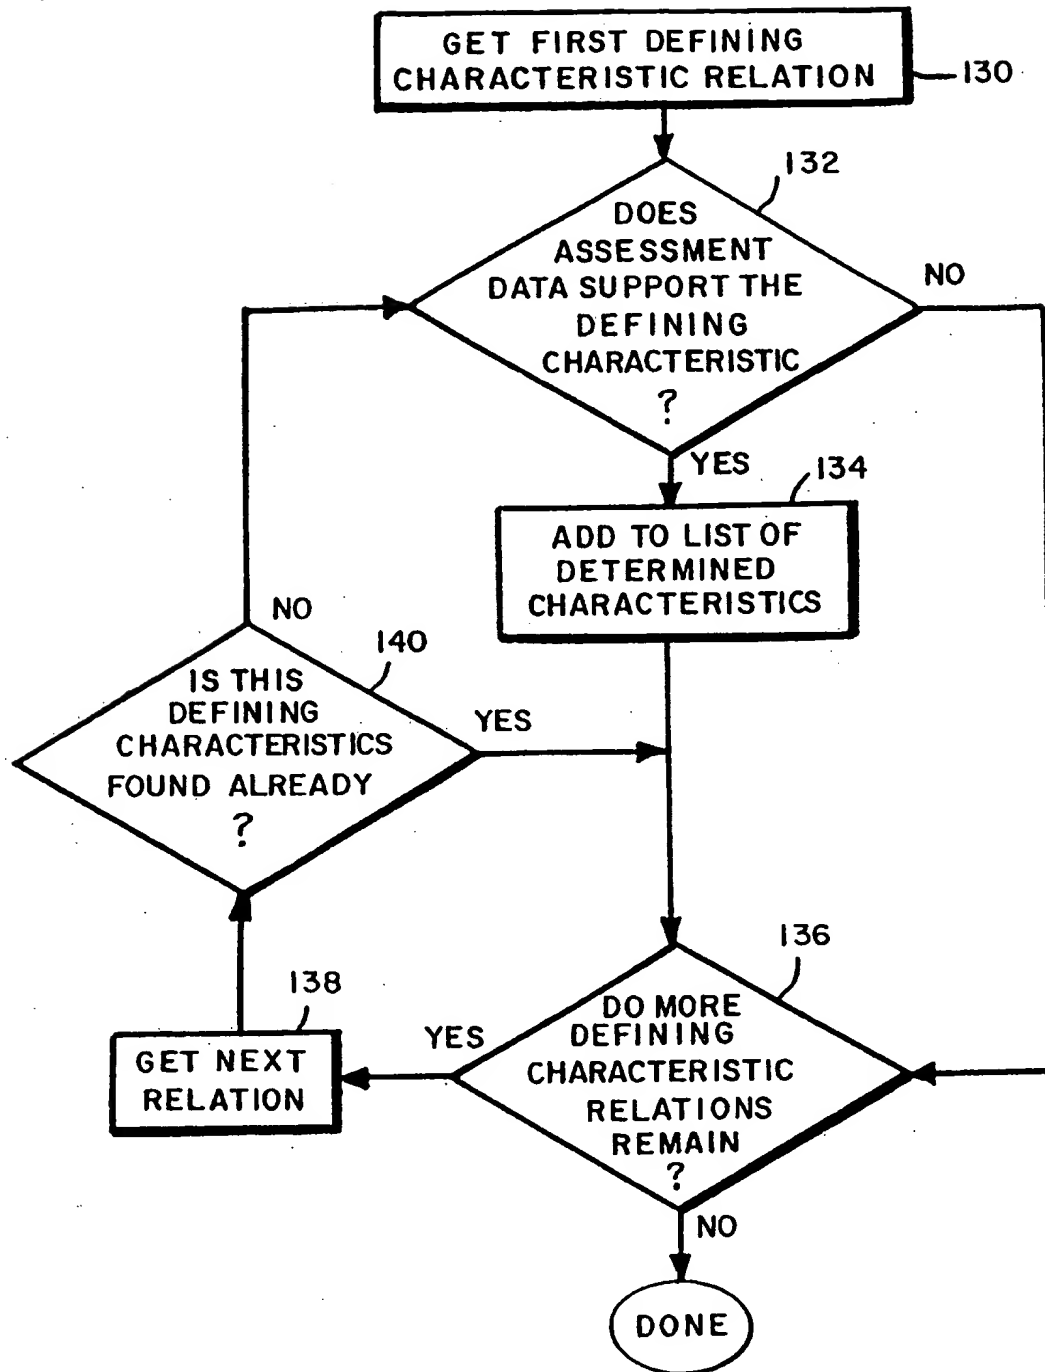 GET FIRST DEFINING
CHARACTERISTIC RELATION
130
132
DOES
ASSESSMENT
DATA SUPPORT THE
DEFINING
CHARACTERISTIC
?
NO
YES
134
ADD TO LIST OF
DETERMINED
CHARACTERISTICS
NO
140
IS THIS
DEFINING
CHARACTERISTICS
FOUND ALREADY
?
YES
136
DO MORE
DEFINING
CHARACTERISTIC
RELATIONS
REMAIN
?
YES
138
GET NEXT
RELATION
NO
DONE